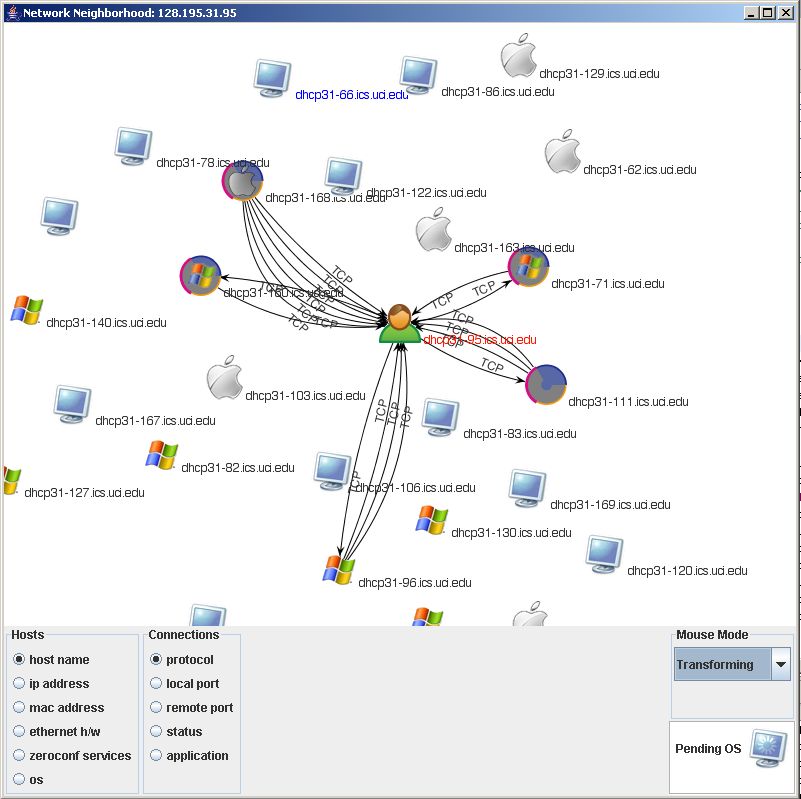 Network Neighborhood: 128.195.31.95
dhcp31-129.ics.uci.edu
dhcp31-66.ics.uci.edu
dhcp31-86.ics.uci.edu
dhcp31-78.ics.uci.edu
dhcp31-62.ics.uci.edu
dhcp31-122.ics.uci.edu
dhcp31-168.ics.uci.edu
dhcp31-163.ics.uci.edu
TCP
TCP
TCP
dhcp31-71.ics.uci.edu
TCP
TCP
TCP
TCP
TCP
TCP
dhcp31-140.ics.uci.edu
TCP
TCP
TCP
dhcp31-95.ics.uci.edu
TCP
dhcp31-103.ics.uci.edu
dhcp31-111.ics.uci.edu
TCP
TCP
TCP
dhcp31-167.ics.uci.edu
dhcp31-83.ics.uci.edu
dhcp31-82.ics.uci.edu
TCP
dhcp31-106.ics.uci.edu
dhcp31-127.ics.uci.edu
dhcp31-169.ics.uci.edu
dhcp31-130.ics.uci.edu
dhcp31-120.ics.uci.edu
dhcp31-96.ics.uci.edu
Hosts
host name
ip address
mac address
ethernet h/w
zeroconf services
os
Connections
protocol
local port
remote port
status
application
Mouse Mode
Transforming
Pending OS